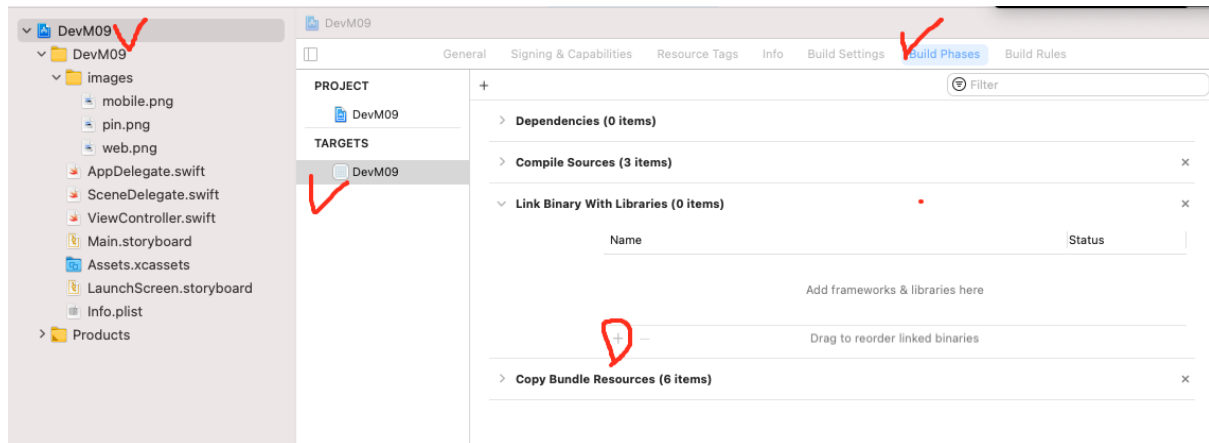 DevM09
DevM09
images
mobile.png
pin.png
web.png
AppDelegate.swift
SceneDelegate.swift
ViewController.swift
Main.storyboard
Assets.xcassets
LaunchScreen.storyboard
Info.plist
Products
DevM09
General Signing & Capabilities Resource Tags Info Build Settings Build Phases Build Rules
PROJECT
DevM09
TARGETS
DevM09
+ Filter
Dependencies (0 items)
Compile Sources (3 items)
Link Binary With Libraries (0 items)
Name Status
Add frameworks & libraries here
+ − Drag to reorder linked binaries
Copy Bundle Resources (6 items)